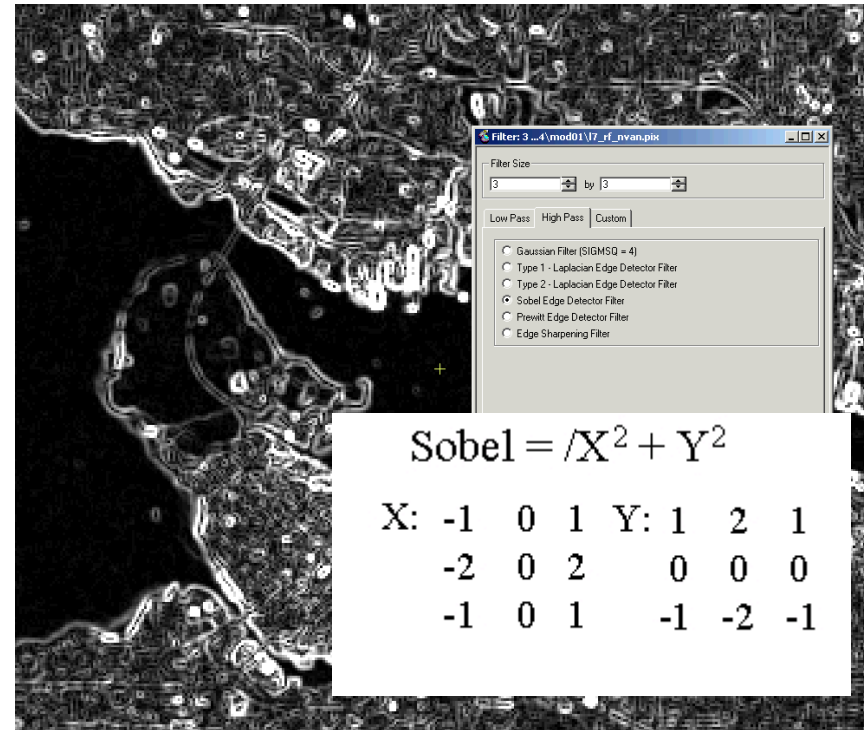 Filter: 3 ...4\mod01\l7_rf_nvan.pix
Filter Size
3 by 3
Low Pass High Pass Custom
Gaussian Filter (SIGMSQ = 4)
Type 1 - Laplacian Edge Detector Filter
Type 2 - Laplacian Edge Detector Filter
Sobel Edge Detector Filter
Prewitt Edge Detector Filter
Edge Sharpening Filter
Sobel = /X² + Y²
X: -1 0 1 Y: 1 2 1
-2 0 2 0 0 0
-1 0 1 -1 -2 -1